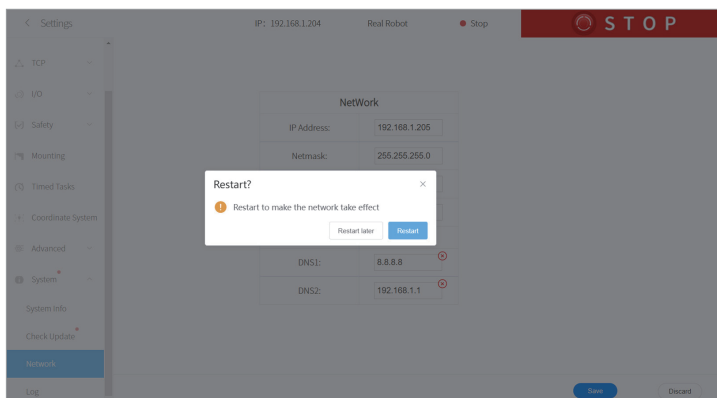 Settings
IP: 192.168.1.204
Real Robot
Stop
STOP
TCP
I/O
Safety
Mounting
Timed Tasks
Coordinate System
Advanced
System
System Info
Check Update
Network
Log
NetWork
IP Address: 192.168.1.205
Netmask: 255.255.255.0
Restart?
Restart to make the network take effect
Restart later
Restart
DNS1: 8.8.8.8
DNS2: 192.168.1.1
Save
Discard